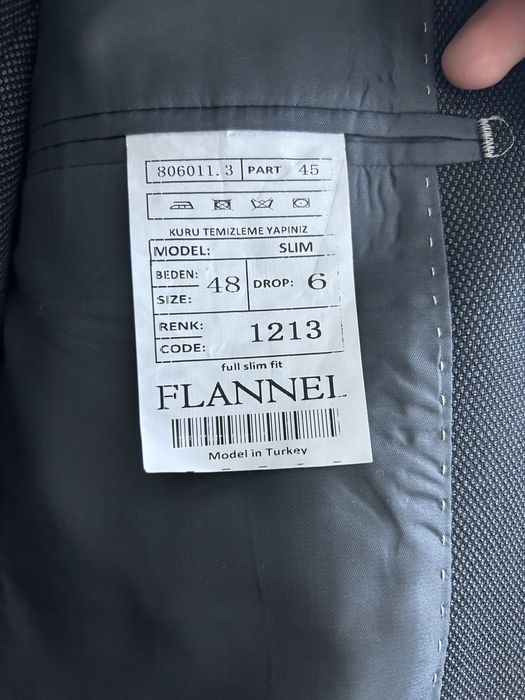 806011.3 PART 45
KURU TEMIZLEME YAPINIZ
MODEL: SLIM
BEDEN: 48 DROP: 6
SIZE:
RENK: 1213
CODE:
full slim fit
FLANNEL
Model in Turkey